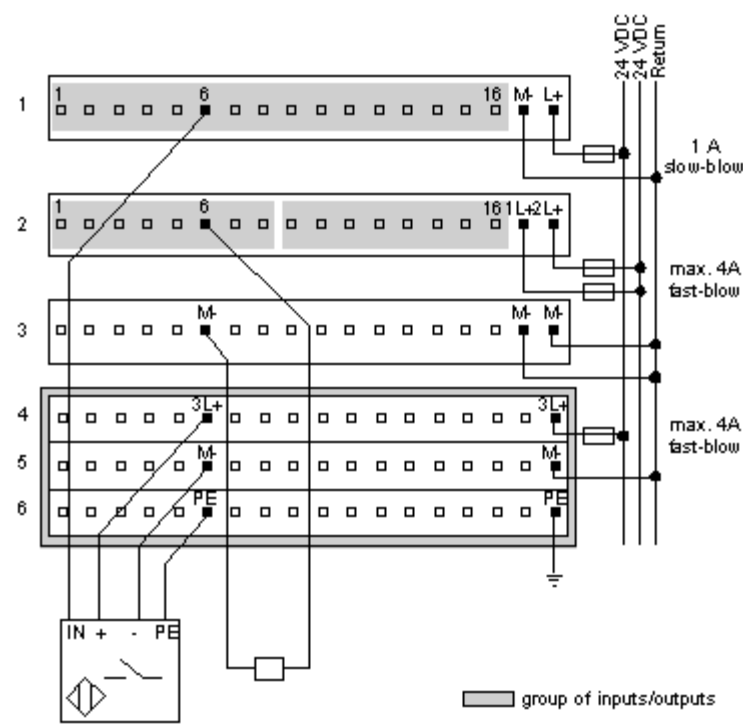 24 VDC
24 VDC
Return
1
1
6
16
M-
L+
1 A
slow-blow
2
1
6
16
1L+
2L+
max. 4A
fast-blow
3
M-
M-
M-
4
3L+
3L+
max. 4A
fast-blow
5
M-
M-
6
PE
PE
IN
+
-
PE
group of inputs/outputs